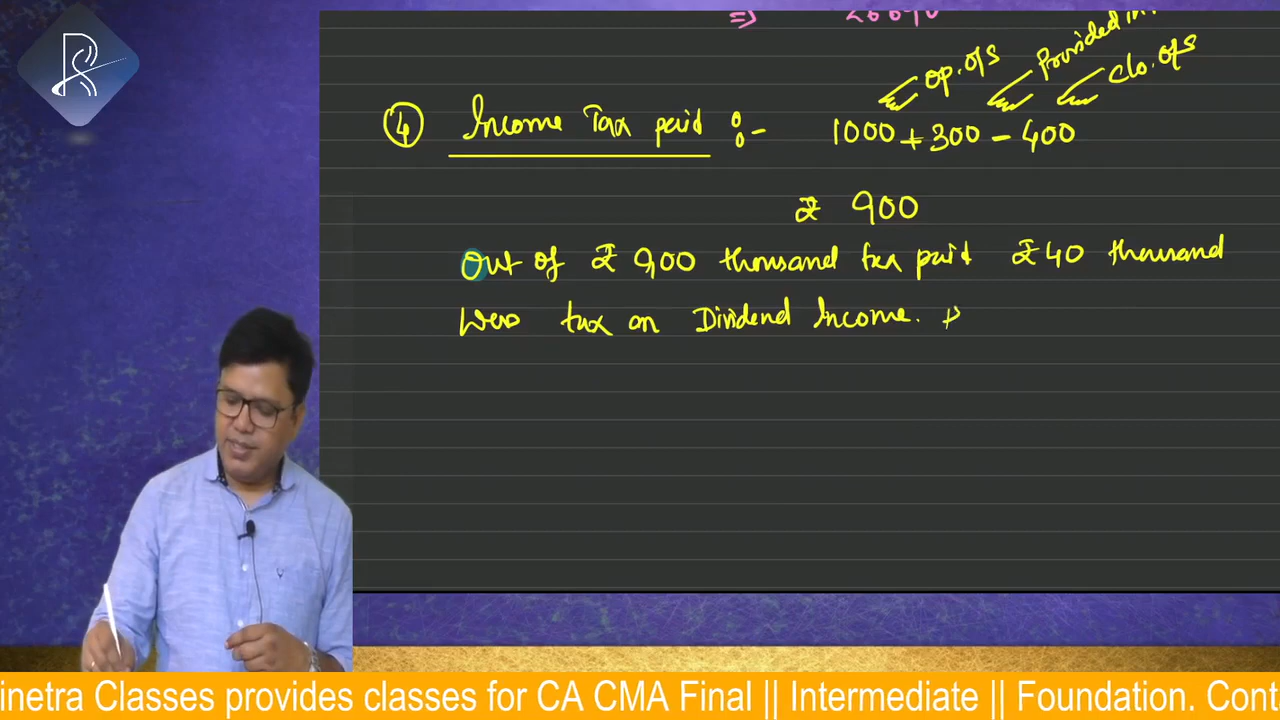 Op. o/s
Provided in
Clo. o/s
4 Income Tax paid :- 1000 + 300 - 400
₹ 900
Out of ₹ 900 thousand tax paid ₹ 40 thousand
were tax on Dividend Income.
inetra Classes provides classes for CA CMA Final || Intermediate || Foundation. Cont